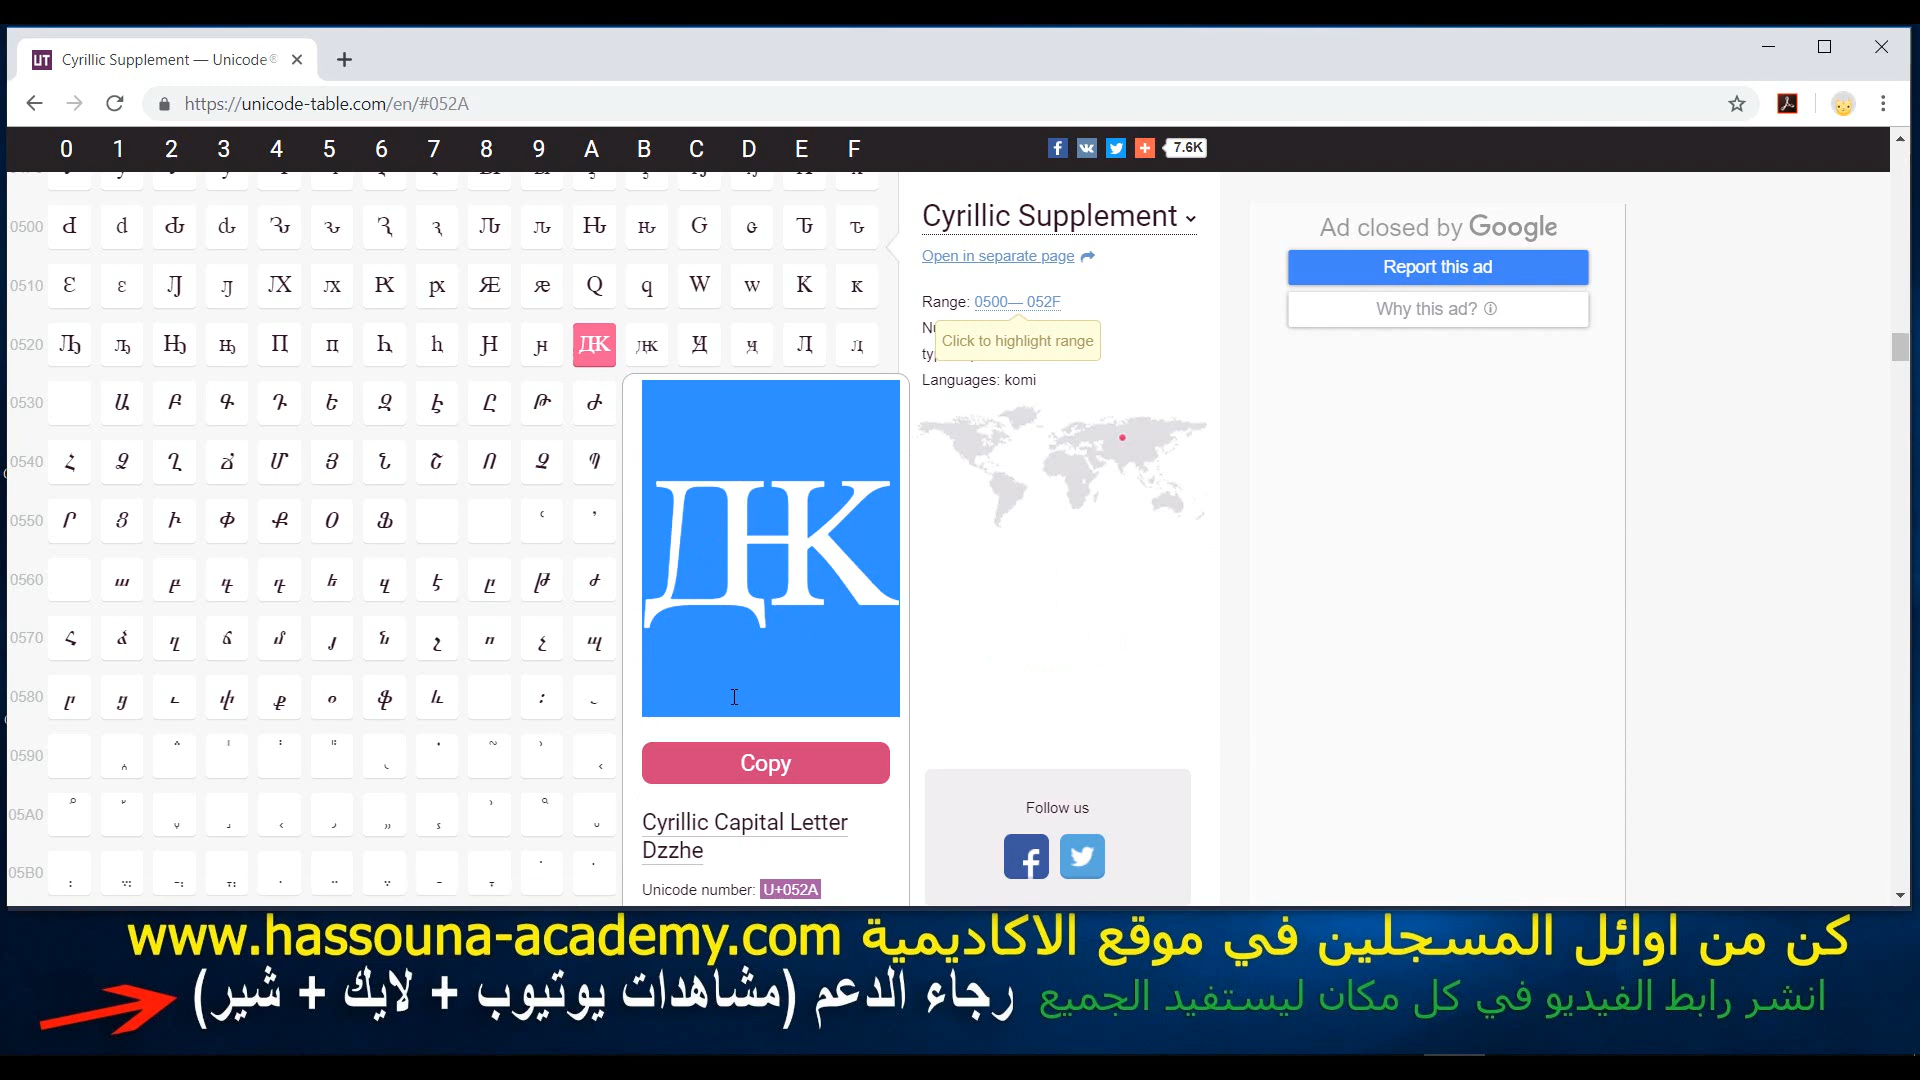 Cyrillic Supplement — Unicode®
https://unicode-table.com/en/#052A
0 1 2 3 4 5 6 7 8 9 A B C D E F
7.6K
0500 Ԁ ԁ Ԃ ԃ Ԅ ԅ Ԇ ԇ Ԉ ԉ Ԋ ԋ Ԍ ԍ Ԏ ԏ
0510 Ԑ ԑ Ԓ ԓ Ԕ ԕ Ԗ ԗ Ԙ ԙ Ԛ ԛ Ԝ ԝ Ԟ ԟ
0520 Ԡ ԡ Ԣ ԣ Ԥ ԥ Ԧ ԧ Ԩ ԩ Ԫ ԫ Ԭ ԭ Ԯ ԯ
0530 Ա Բ Գ Դ Ե Զ Է Ը Թ Ժ
0540 Հ Ձ Ղ Ճ Մ Յ Ն Շ Ո Չ Պ
0550 Ր Ց Ւ Փ Ք Օ Ֆ ՙ ՚
0560 ա բ գ դ ե զ է ը թ ժ
0570 հ ձ ղ ճ մ յ ն շ ո չ պ
0580 ր ց ւ փ ք օ ֆ և ։ ֊
0590
05A0
05B0
ԪԪ
Copy
Cyrillic Capital Letter
Dzzhe
Unicode number: U+052A
Cyrillic Supplement
Open in separate page
Range: 0500— 052F
Click to highlight range
Languages: komi
Follow us
Ad closed by Google
Report this ad
Why this ad?
كن من اوائل المسجلين في موقع الاكاديمية www.hassouna-academy.com
انشر رابط الفيديو في كل مكان ليستفيد الجميع رجاء الدعم (مشاهدات يوتيوب + لايك + شير)